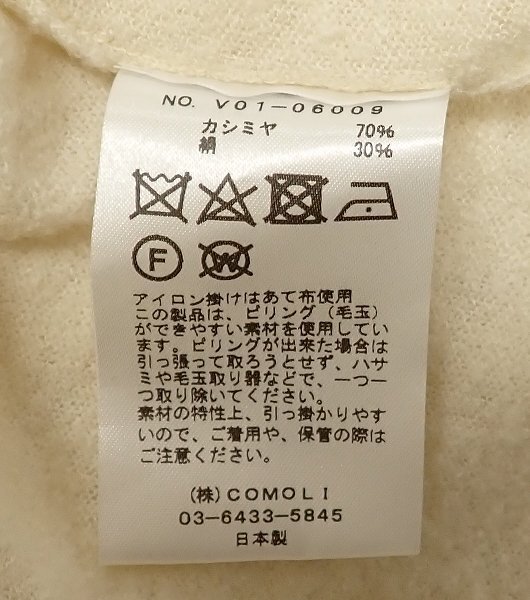 NO. V01-06009
カシミヤ 70%
絹 30%
F W
アイロン掛けはあて布使用
この製品は、ピリング（毛玉）
ができやすい素材を使用してい
ます。ピリングが出来た場合は
引っ張って取ろうとせず、ハサ
ミや毛玉取り器などで、一つ一
つ取り除いてください。
素材の特性上、引っ掛かりやす
いので、ご着用や、保管の際は
ご注意ください。
(株)COMOLI
03-6433-5845
日本製